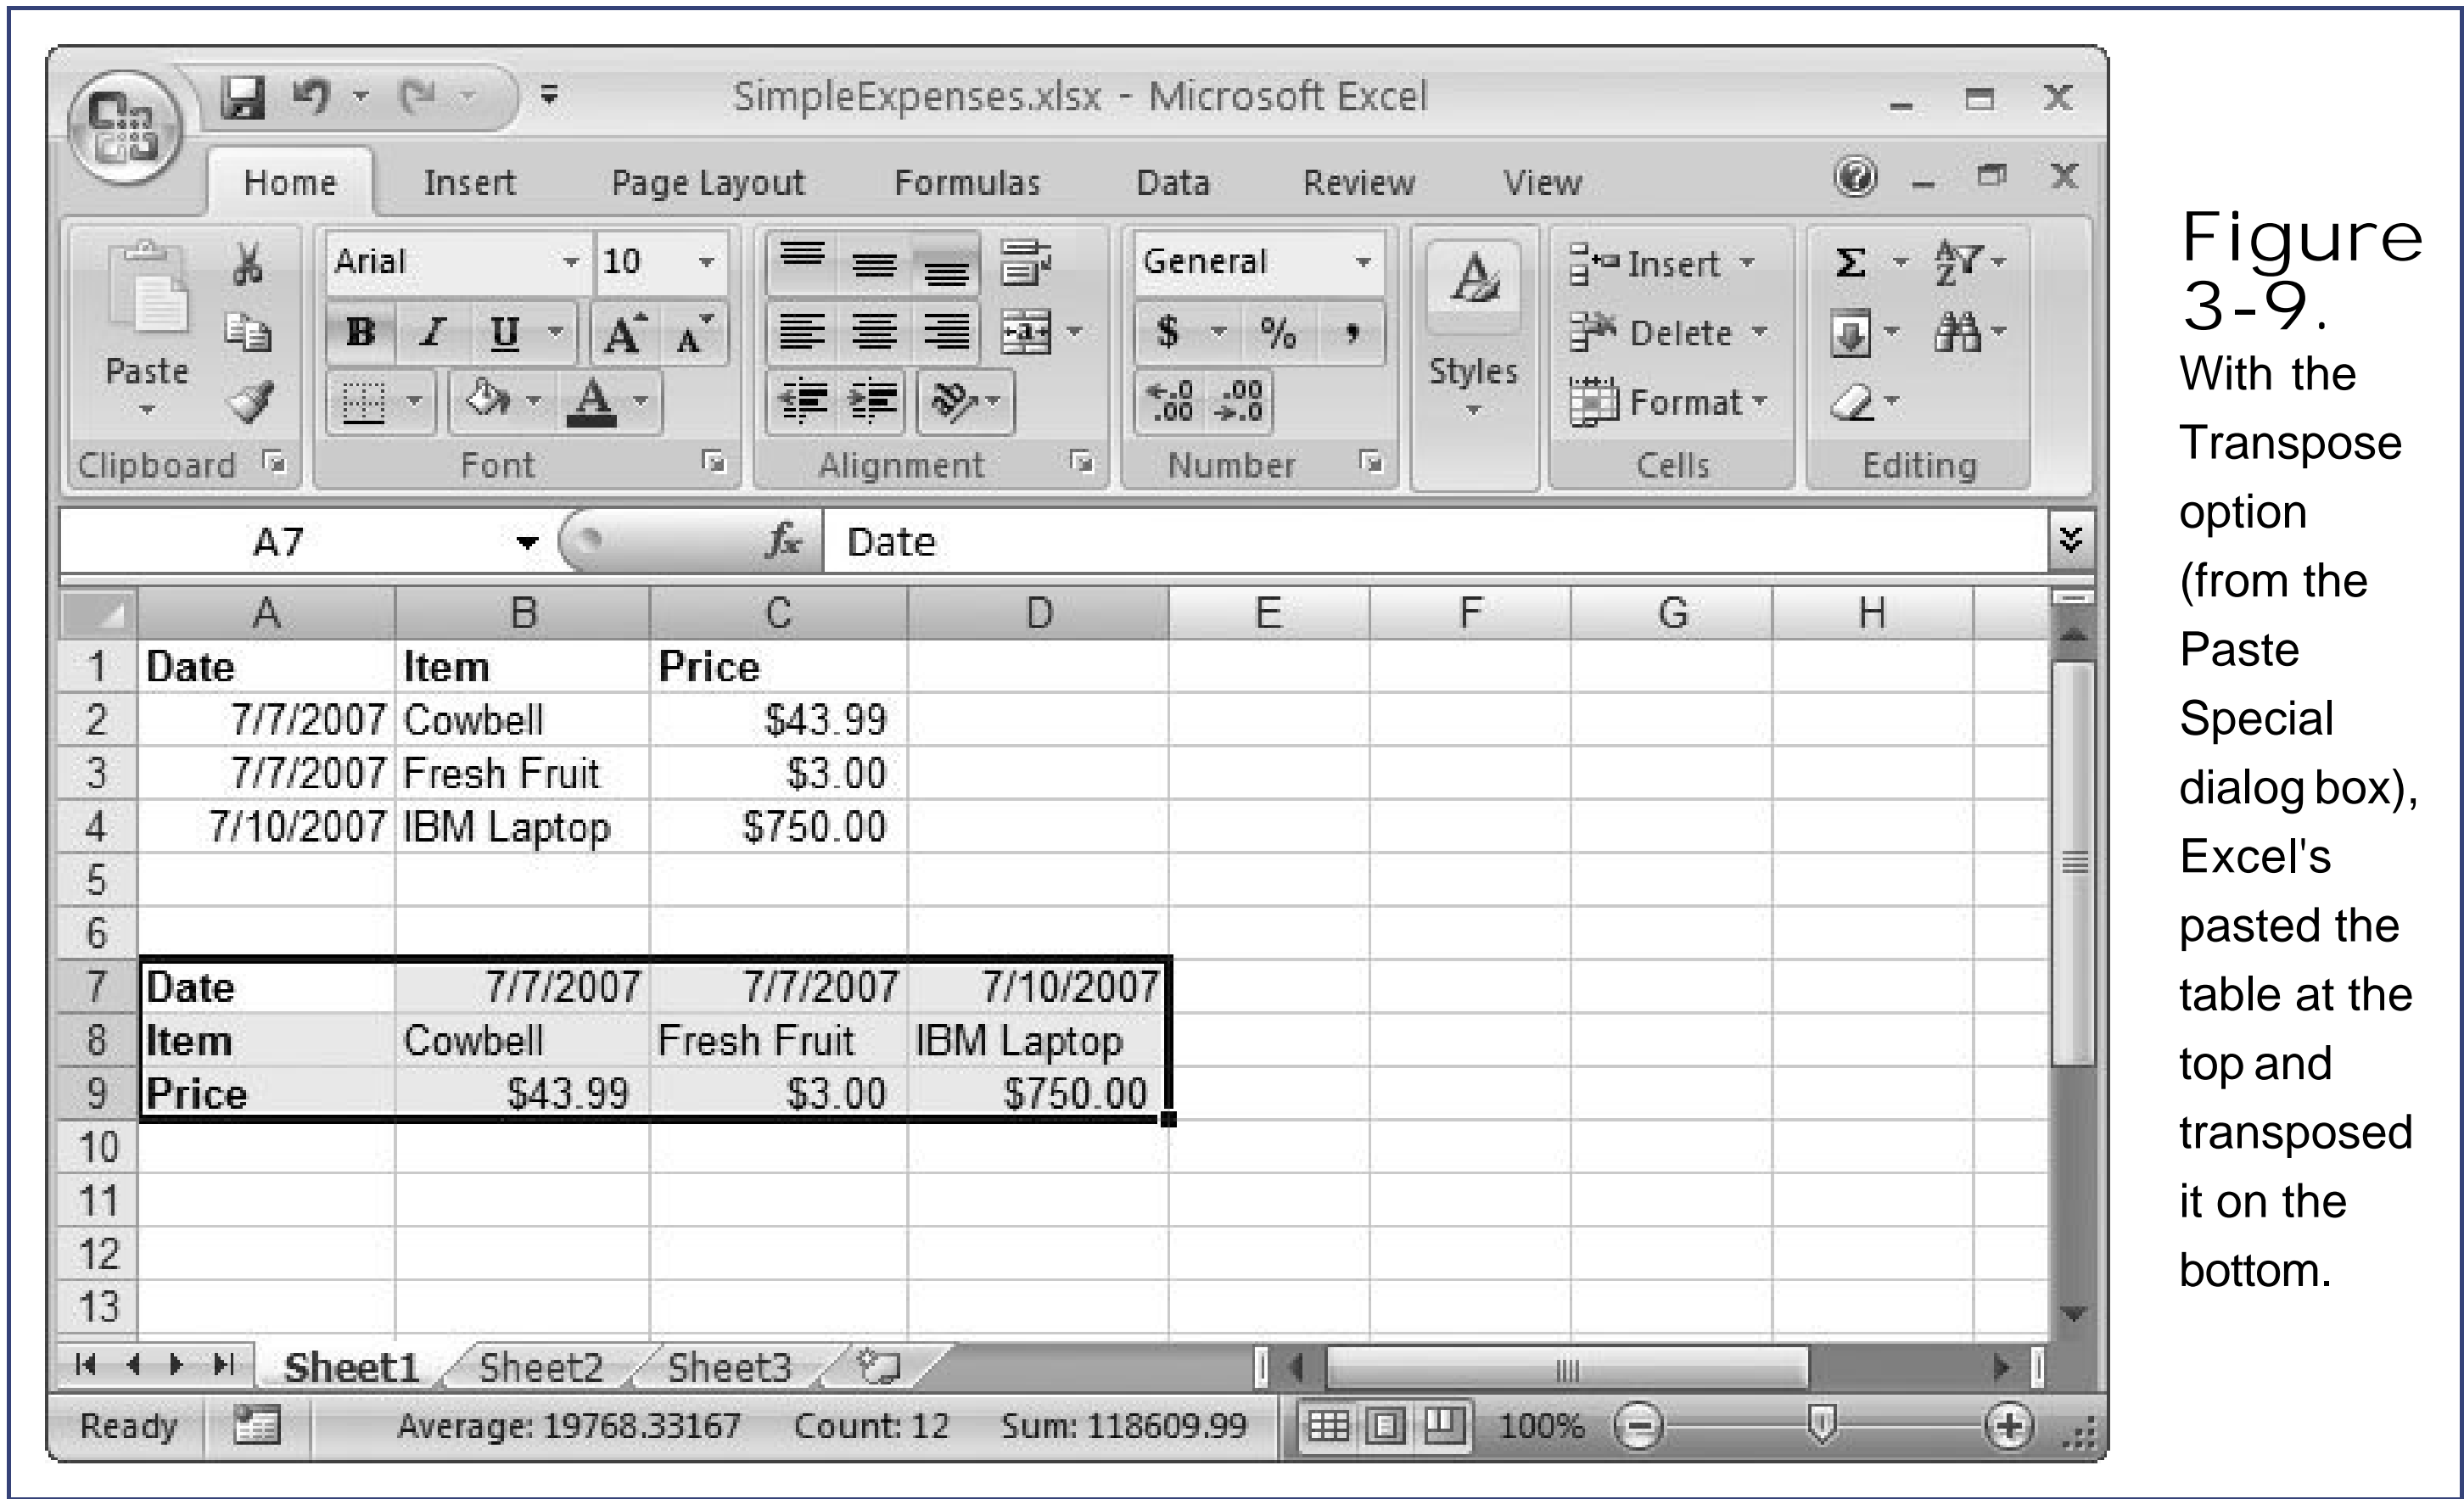 SimpleExpenses.xlsx - Microsoft Excel
Home Insert Page Layout Formulas Data Review View
Arial 10 General Insert
B I U A A $ % , Delete
Paste Styles
A .0 .00 .00 .0 Format
Clipboard Font Alignment Number Cells Editing
A7 fx Date
A B C D E F G H
1 Date Item Price
2 7/7/2007 Cowbell $43.99
3 7/7/2007 Fresh Fruit $3.00
4 7/10/2007 IBM Laptop $750.00
5
6
7 Date 7/7/2007 7/7/2007 7/10/2007
8 Item Cowbell Fresh Fruit IBM Laptop
9 Price $43.99 $3.00 $750.00
10
11
12
13
Sheet1 Sheet2 Sheet3
Ready Average: 19768.33167 Count: 12 Sum: 118609.99 100%
Figure
3-9.
With the
Transpose
option
(from the
Paste
Special
dialog box),
Excel's
pasted the
table at the
top and
transposed
it on the
bottom.